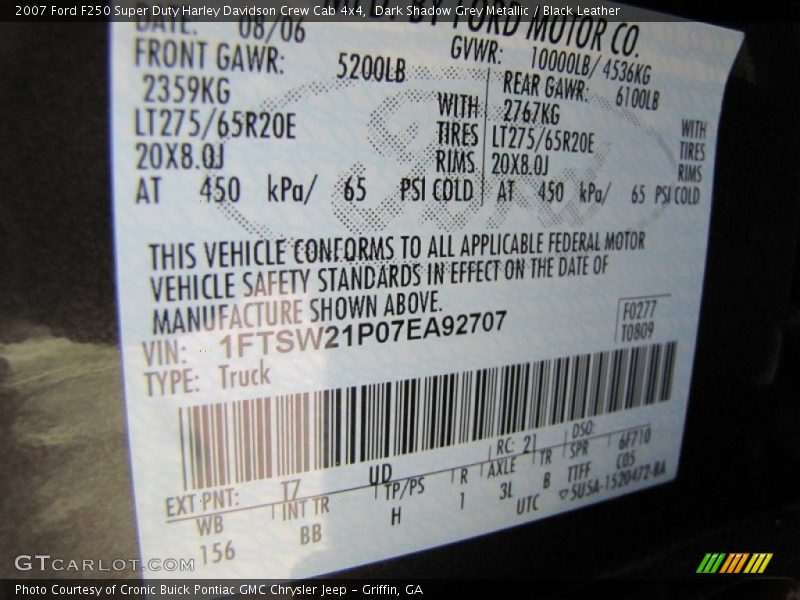 2007 Ford F250 Super Duty Harley Davidson Crew Cab 4x4, Dark Shadow Grey Metallic / Black Leather
BY FORD MOTOR CO.
DATE: 08/06
GVWR: 10000LB/ 4536KG
FRONT GAWR: 5200LB
REAR GAWR: 6100LB
2359KG WITH
2767KG WITH
LT275/65R20E TIRES
LT275/65R20E TIRES
20X8.0J RIMS
20X8.0J RIMS
AT 450 kPa/ 65 PSI COLD
AT 450 kPa/ 65 PSI COLD
THIS VEHICLE CONFORMS TO ALL APPLICABLE FEDERAL MOTOR
VEHICLE SAFETY STANDARDS IN EFFECT ON THE DATE OF
MANUFACTURE SHOWN ABOVE.
VIN: 1FTSW21P07EA92707
F0277
T0809
TYPE: Truck
EXT PNT: T7 UD RC: 21 DSO: 6F710
WB INT TR TP/PS R AXLE TR SPR C05
156 BB H 1 3L B TTFF
UTC ▽5U5A-1520472-BA
GTCARLOT.COM
Photo Courtesy of Cronic Buick Pontiac GMC Chrysler Jeep - Griffin, GA